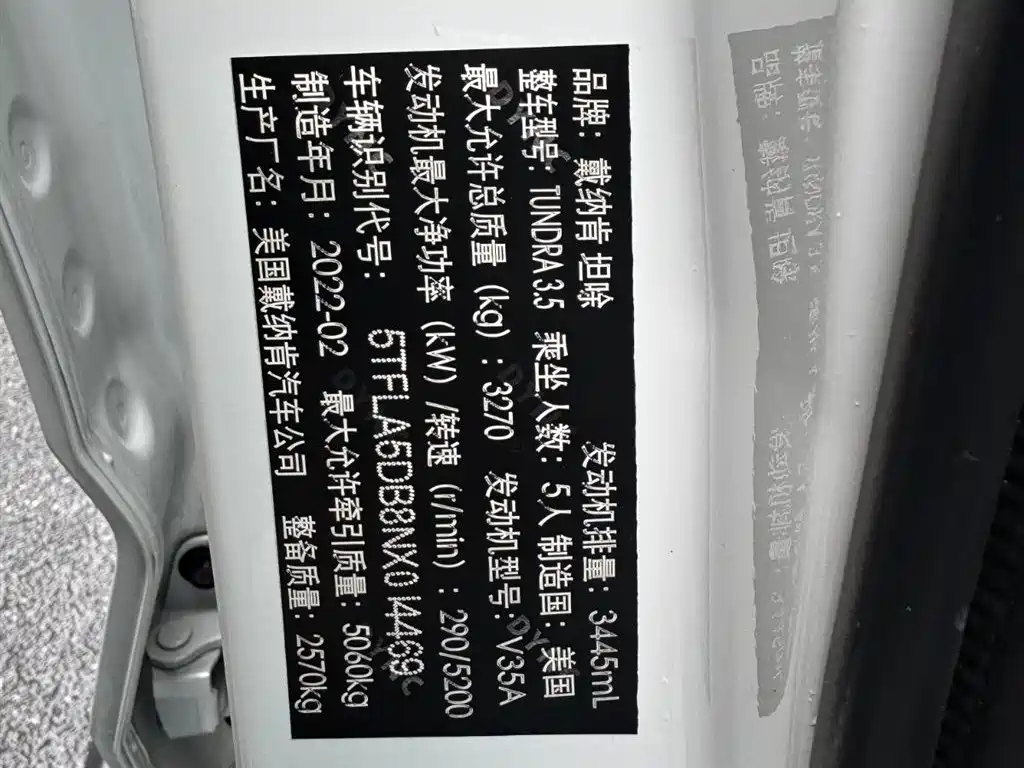 品牌：戴纳肯 坦途 发动机排量：3445mL
整车型号：TUNDRA3.5 乘坐人数：5人 制造国：美国
最大允许总质量（kg）：3270 发动机型号：V35A
发动机最大净功率（kW）/转速（r/min）：290/5200
车辆识别代号：5TFLA5DB8NX014469
制造年月：2022-02 最大允许牵引质量：5060kg
生产厂名：美国戴纳肯汽车公司 整备质量：2570kg